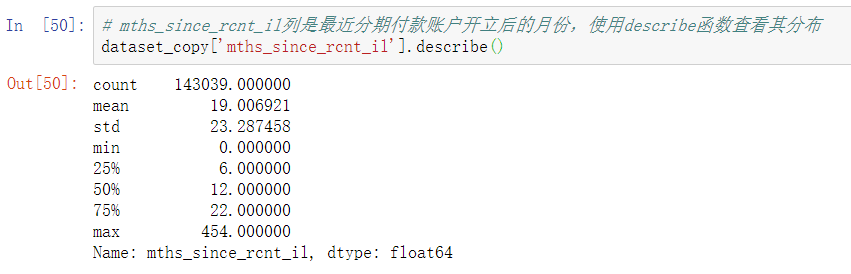 In [50]: # mths_since_rcnt_il列是最近分期付款账户开立后的月份，使用describe函数查看其分布
dataset_copy['mths_since_rcnt_il'].describe()
Out[50]: count 143039.000000
mean 19.006921
std 23.287458
min 0.000000
25% 6.000000
50% 12.000000
75% 22.000000
max 454.000000
Name: mths_since_rcnt_il, dtype: float64